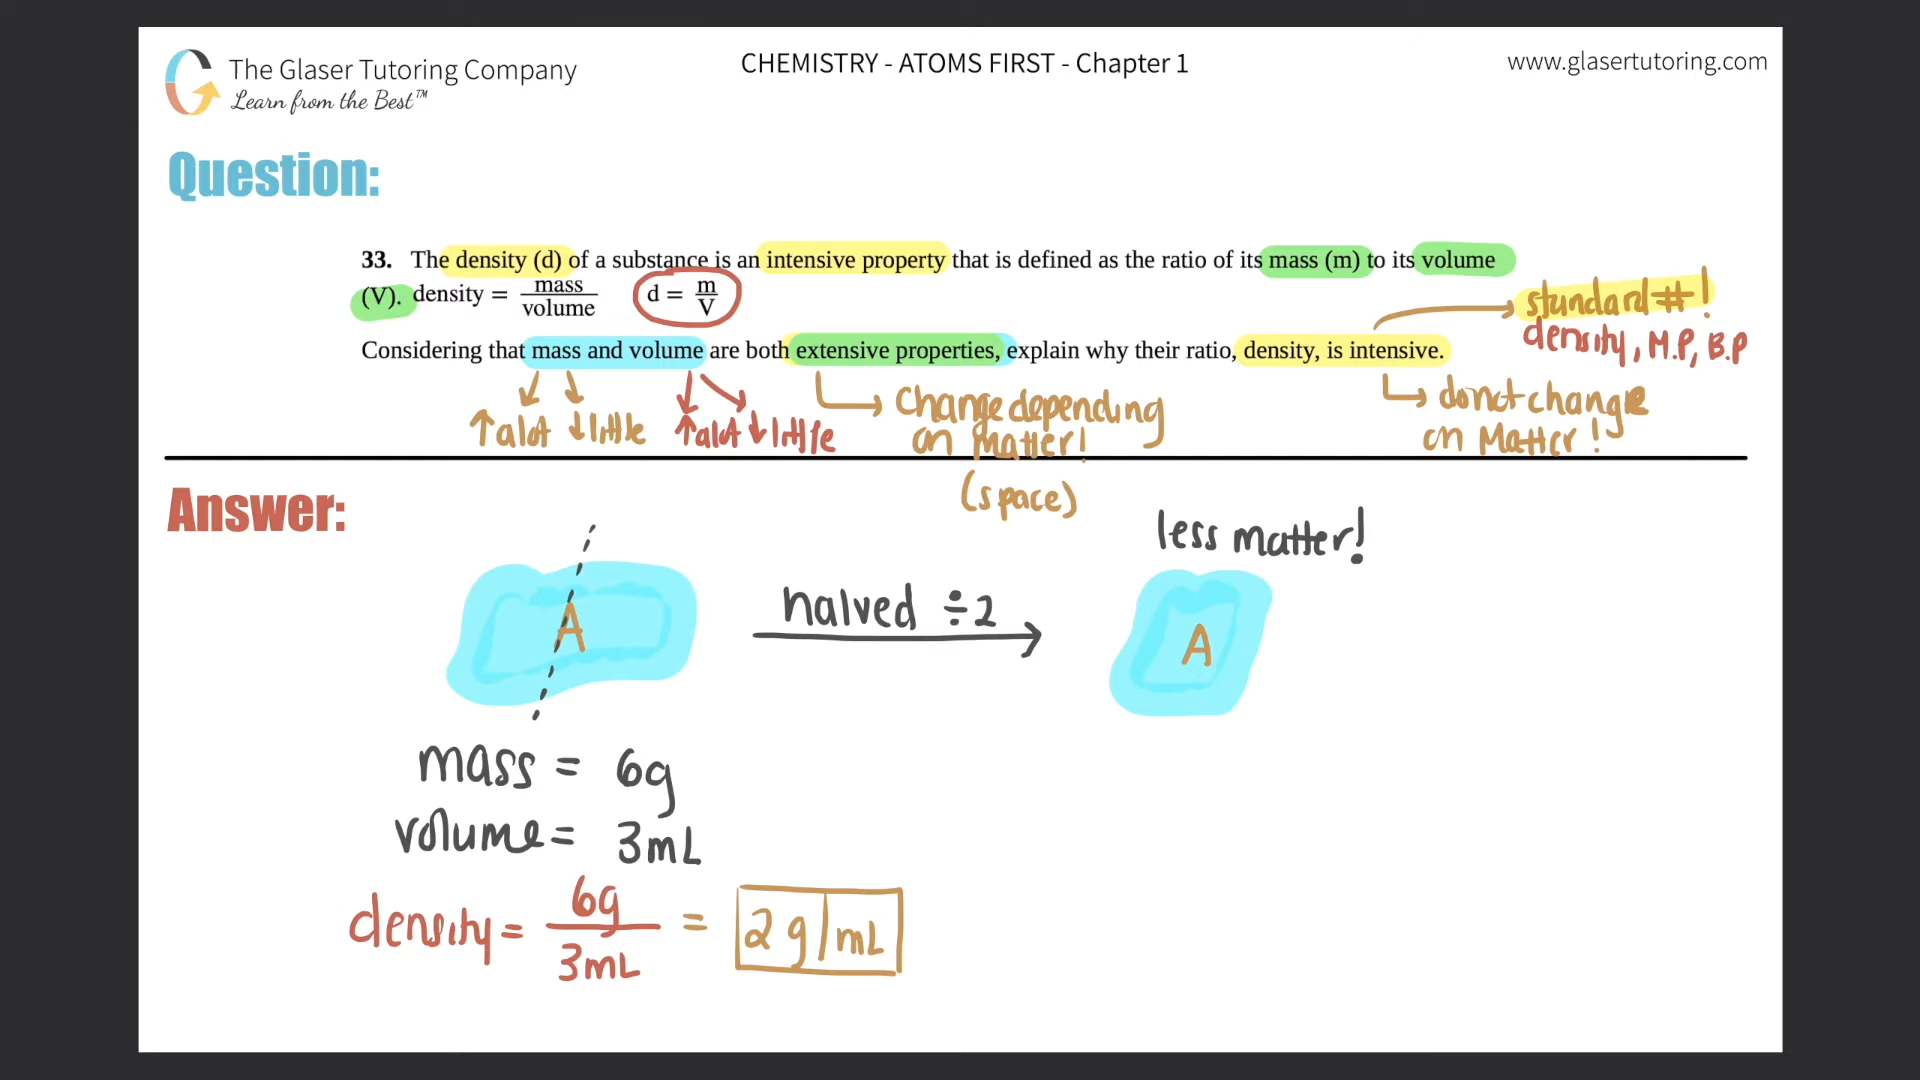 The Glaser Tutoring Company
Learn from the Best™
CHEMISTRY - ATOMS FIRST - Chapter 1
www.glasertutoring.com
Question:
33. The density (d) of a substance is an intensive property that is defined as the ratio of its mass (m) to its volume
(V). density = mass/volume d = m/V
standard #!
density, M.P, B.P
Considering that mass and volume are both extensive properties, explain why their ratio, density, is intensive.
↑ alot ↓ little ↑ alot ↓ little
Change depending
on matter!
(space)
do not change
on Matter!
Answer:
less matter!
A
halved ÷2
A
mass = 6g
volume = 3mL
density = 6g/3mL = 2 g/mL